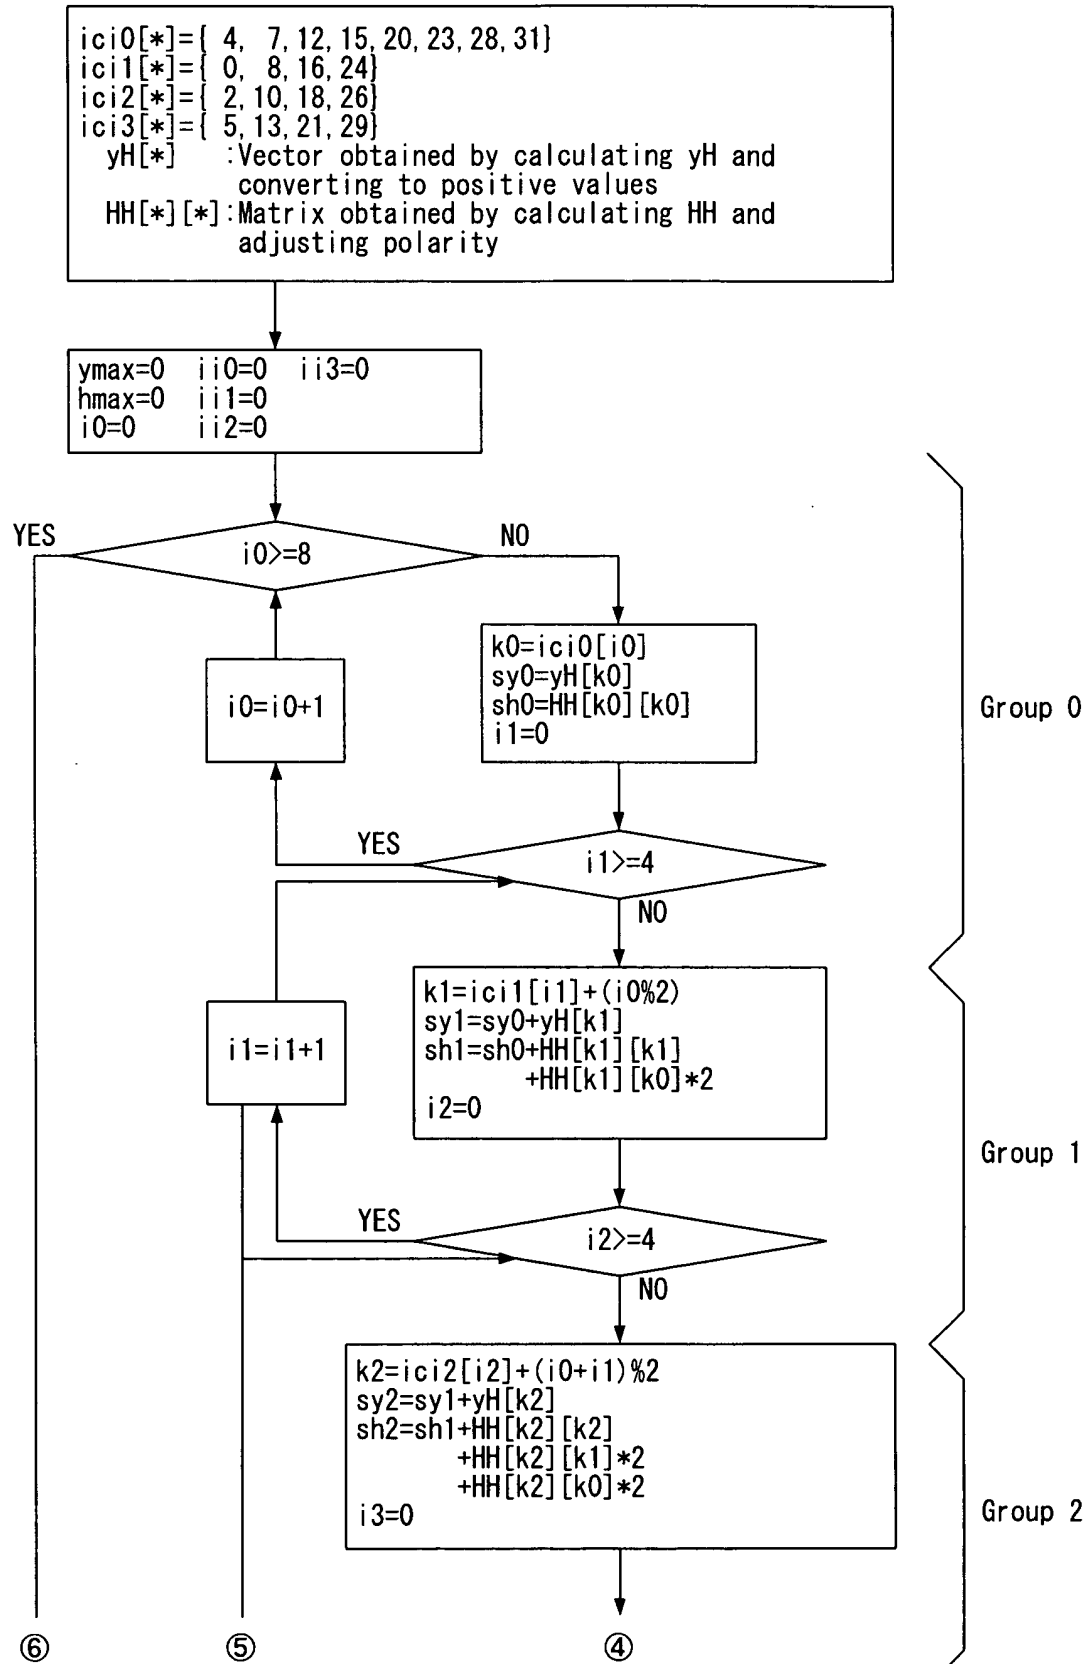 ici0[*]={ 4, 7,12,15,20,23,28,31}
ici1[*]={ 0, 8,16,24}
ici2[*]={ 2,10,18,26}
ici3[*]={ 5,13,21,29}
yH[*] :Vector obtained by calculating yH and
converting to positive values
HH[*][*]:Matrix obtained by calculating HH and
adjusting polarity
ymax=0 ii0=0 ii3=0
hmax=0 ii1=0
i0=0 ii2=0
YES
i0>=8
NO
k0=ici0[i0]
sy0=yH[k0]
sh0=HH[k0][k0]
i1=0
i0=i0+1
Group 0
YES
i1>=4
NO
k1=ici1[i1]+(i0%2)
sy1=sy0+yH[k1]
sh1=sh0+HH[k1][k1]
+HH[k1][k0]*2
i2=0
i1=i1+1
Group 1
YES
i2>=4
NO
k2=ici2[i2]+(i0+i1)%2
sy2=sy1+yH[k2]
sh2=sh1+HH[k2][k2]
+HH[k2][k1]*2
+HH[k2][k0]*2
i3=0
Group 2
⑥
⑤
④